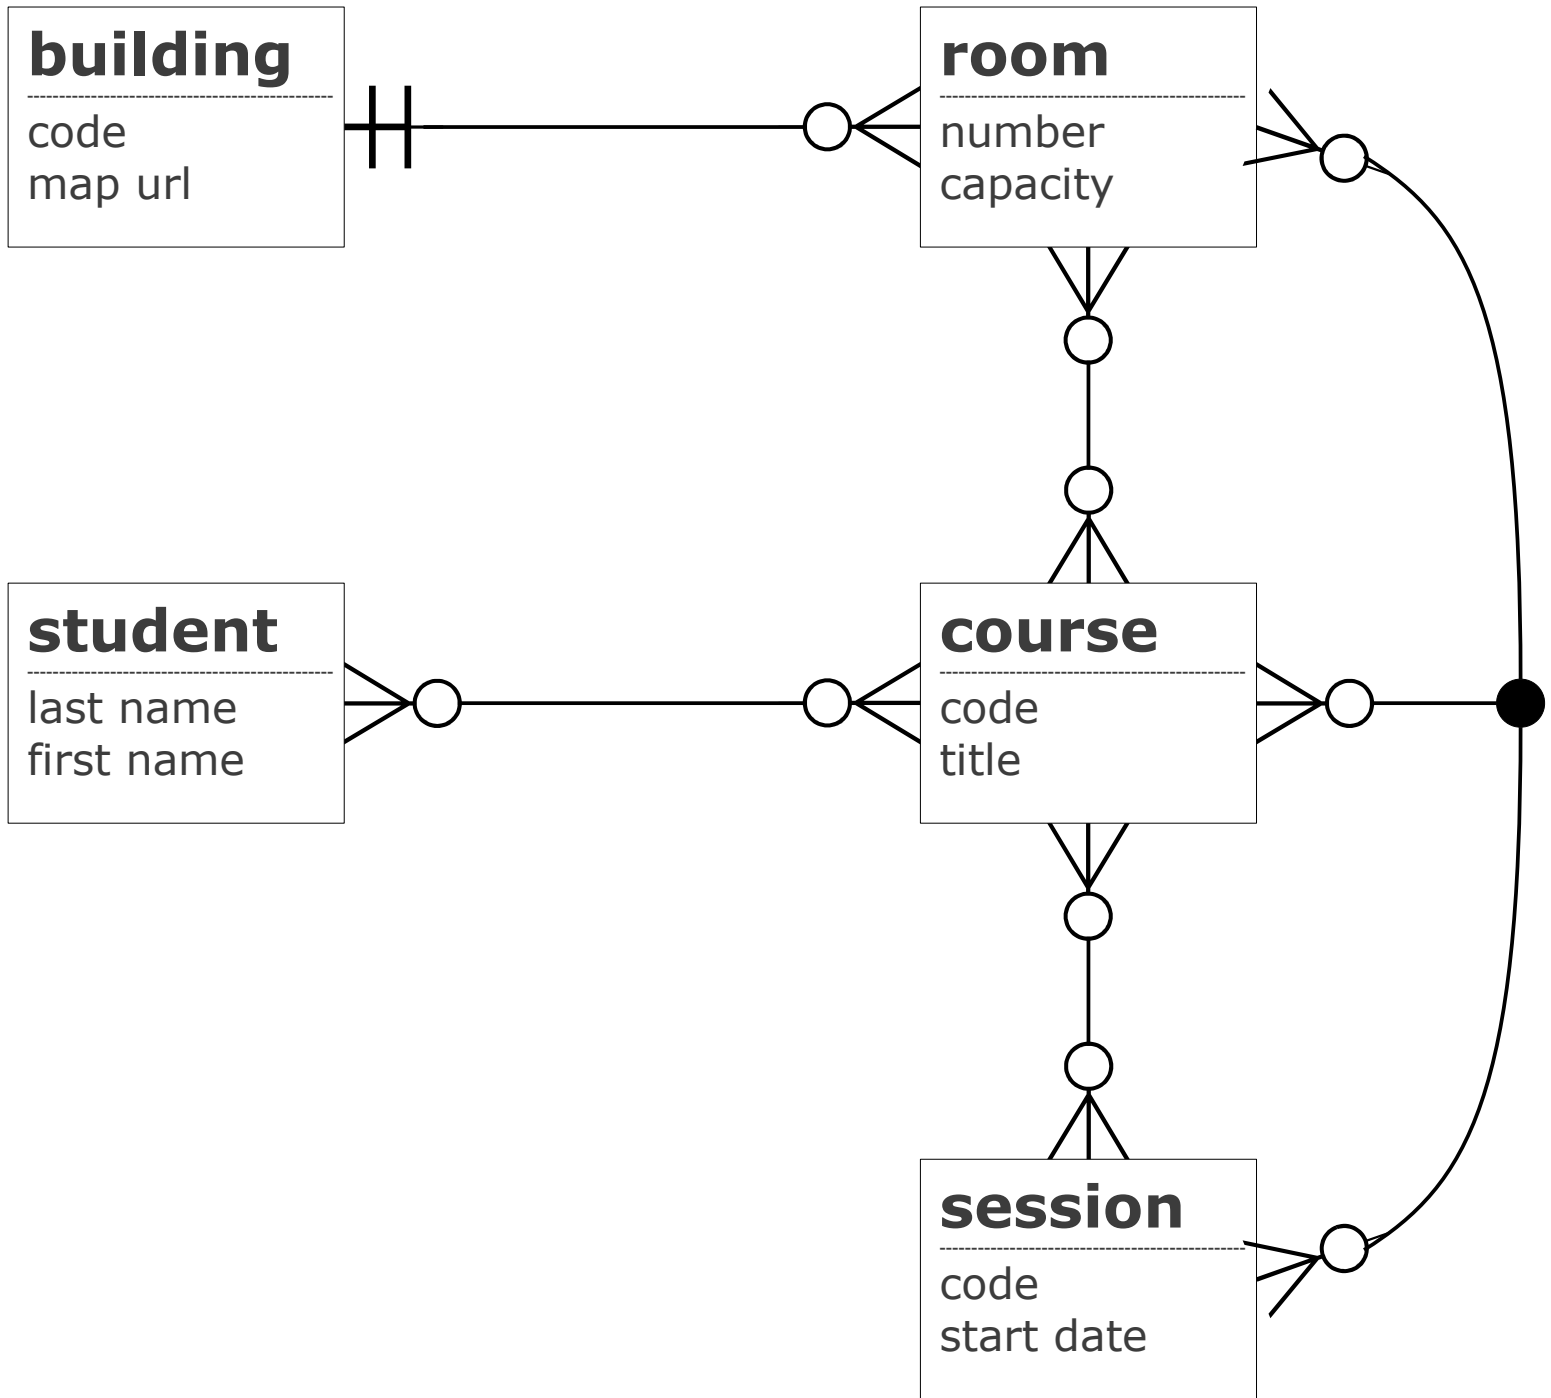 building
code
map url
room
number
capacity
student
last name
first name
course
code
title
session
code
start date